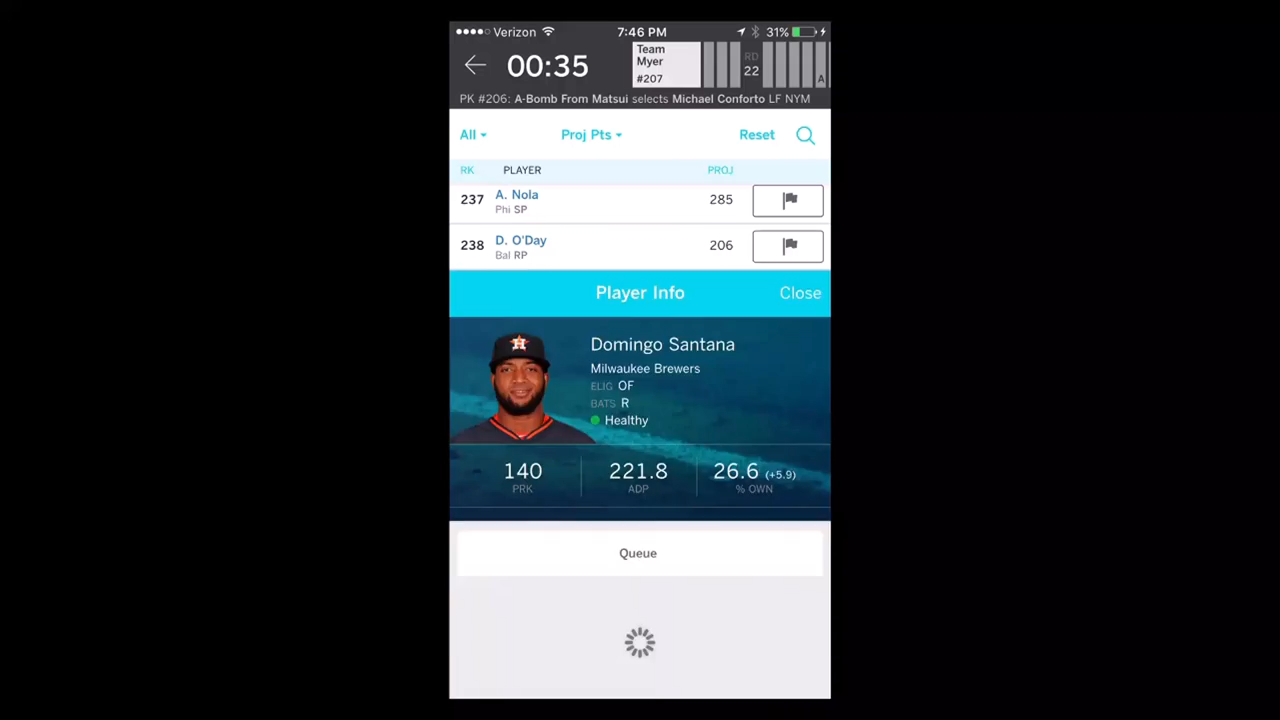 Verizon 7:46 PM 31%
00:35
Team
Myer
#207
RD
22
A
PK #206: A-Bomb From Matsui selects Michael Conforto LF NYM
All Proj Pts Reset
RK PLAYER PROJ
237 A. Nola 285
Phi SP
238 D. O'Day 206
Bal RP
Player Info Close
H
Domingo Santana
Milwaukee Brewers
ELIG OF
BATS R
Healthy
140 221.8 26.6 (+5.9)
PRK ADP % OWN
Queue